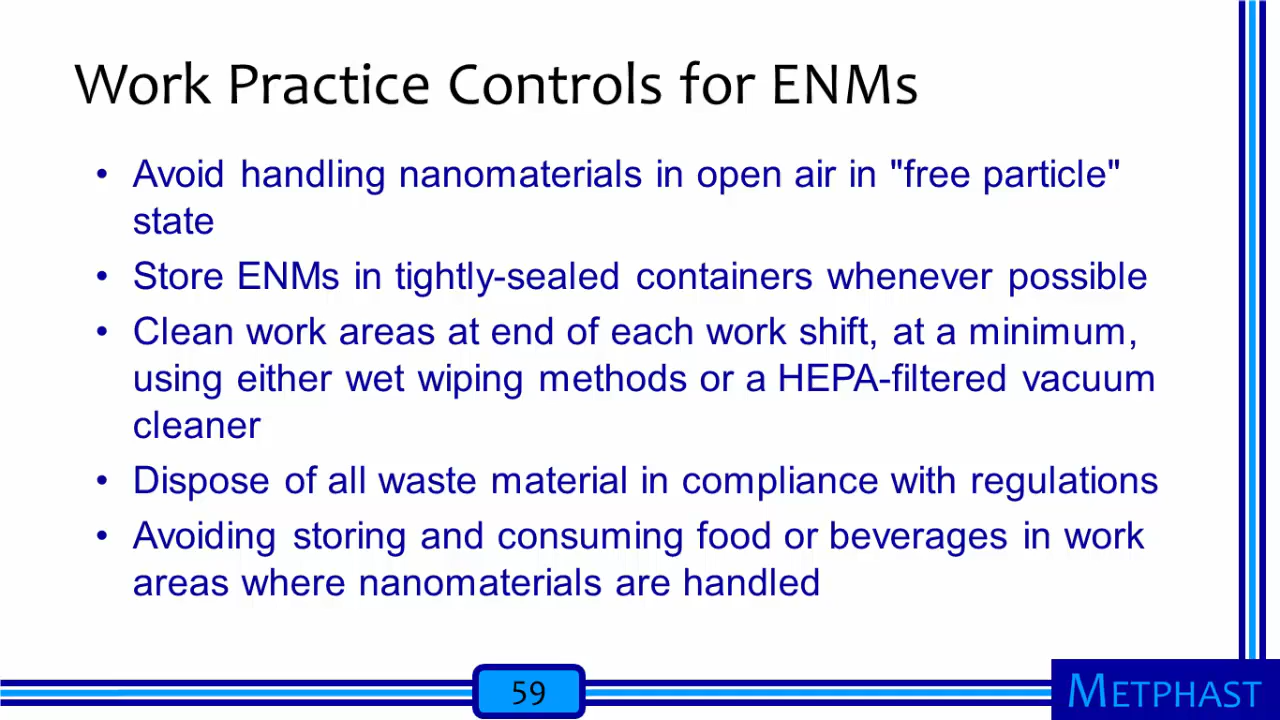 Work Practice Controls for ENMs
• Avoid handling nanomaterials in open air in "free particle"
state
• Store ENMs in tightly-sealed containers whenever possible
• Clean work areas at end of each work shift, at a minimum,
using either wet wiping methods or a HEPA-filtered vacuum
cleaner
• Dispose of all waste material in compliance with regulations
• Avoiding storing and consuming food or beverages in work
areas where nanomaterials are handled
59
METPHAST